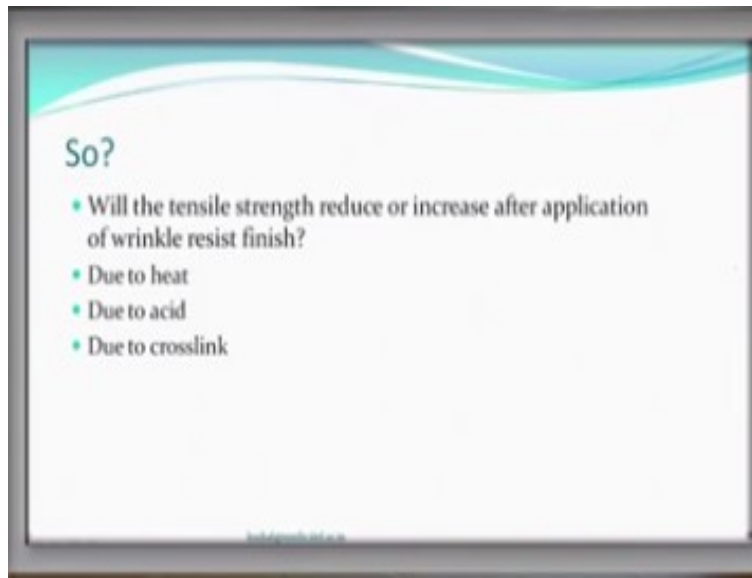 So?
• Will the tensile strength reduce or increase after application
of wrinkle resist finish?
• Due to heat
• Due to acid
• Due to crosslink